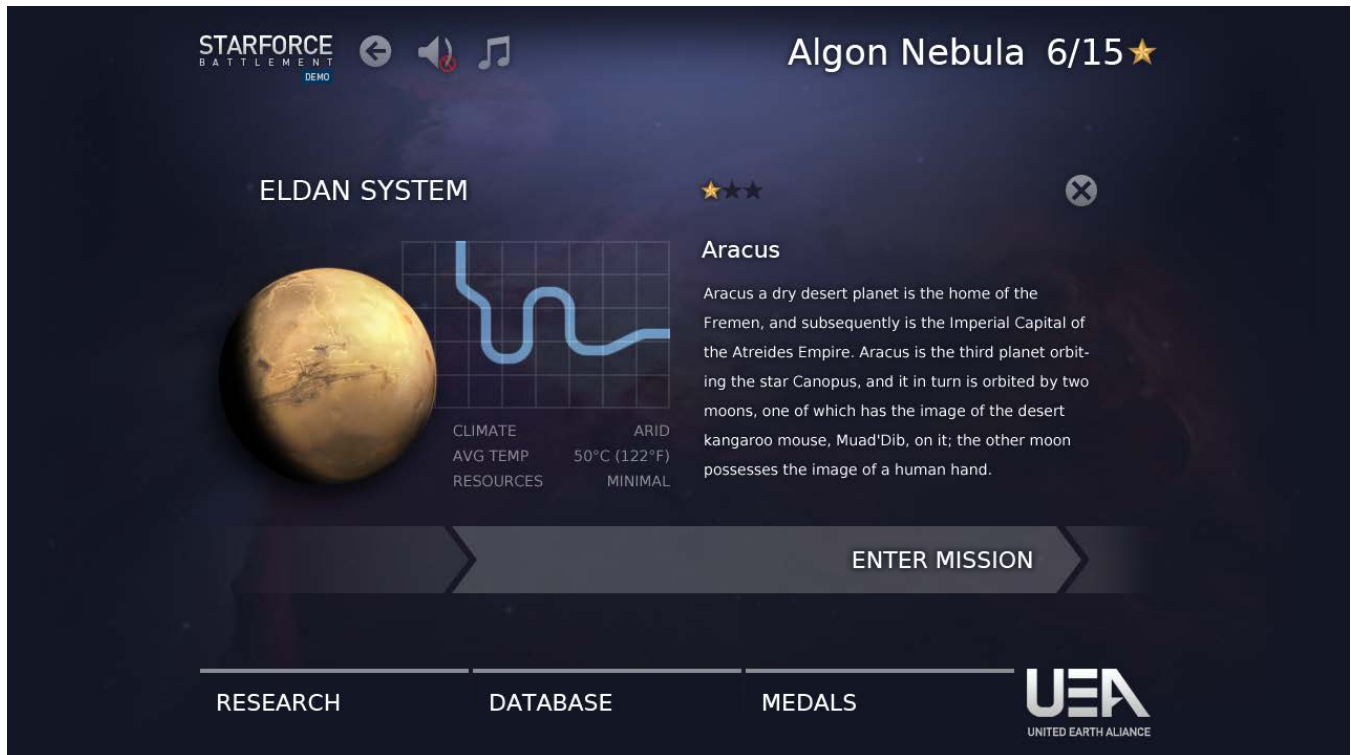 STARFORCE
BATTLEMENT
DEMO
Algon Nebula 6/15
ELDAN SYSTEM
Aracus
Aracus a dry desert planet is the home of the
Fremen, and subsequently is the Imperial Capital of
the Atreides Empire. Aracus is the third planet orbit-
ing the star Canopus, and it in turn is orbited by two
moons, one of which has the image of the desert
kangaroo mouse, Muad'Dib, on it; the other moon
possesses the image of a human hand.
CLIMATE ARID
AVG TEMP 50°C (122°F)
RESOURCES MINIMAL
ENTER MISSION
RESEARCH
DATABASE
MEDALS
UEA
UNITED EARTH ALIANCE